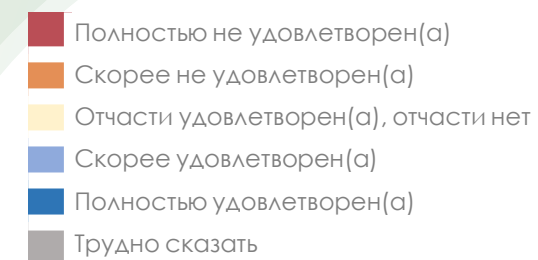 Полностью не удовлетворен(а)
Скорее не удовлетворен(а)
Отчасти удовлетворен(а), отчасти нет
Скорее удовлетворен(а)
Полностью удовлетворен(а)
Трудно сказать